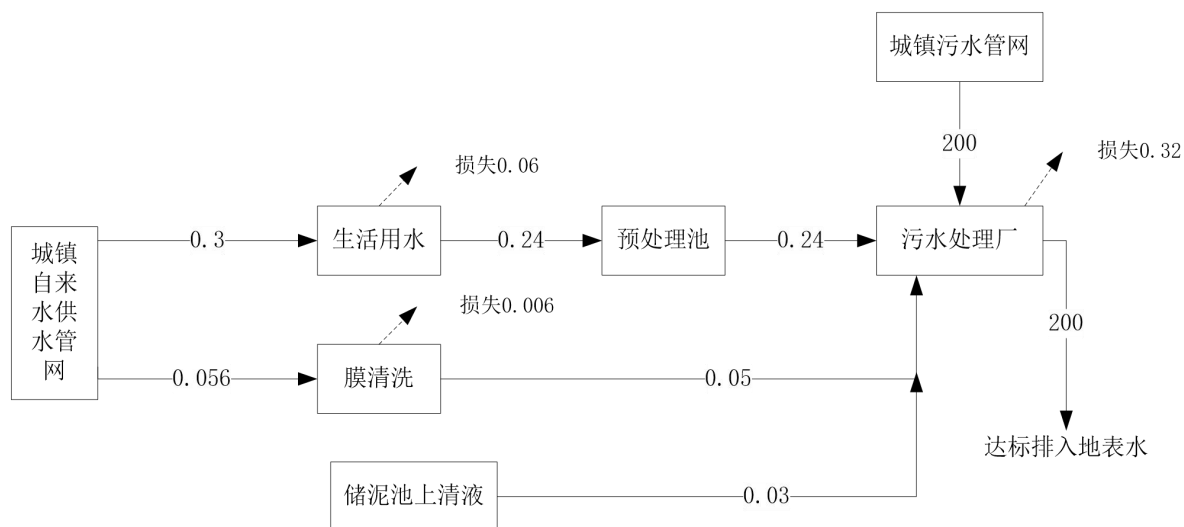 城镇污水管网
200
损失0.32
损失0.06
城镇
自来
水供
水管
网
0.3
生活用水
0.24
预处理池
0.24
污水处理厂
损失0.006
200
0.056
膜清洗
0.05
达标排入地表水
储泥池上清液
0.03